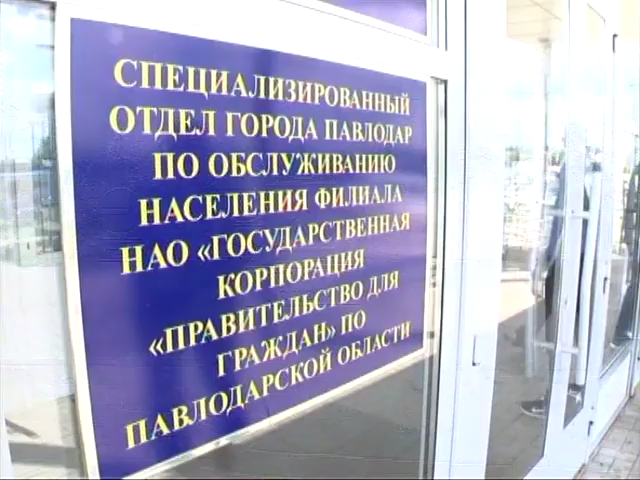 СПЕЦИАЛИЗИРОВАННЫЙ
ОТДЕЛ ГОРОДА ПАВЛОДАР
ПО ОБСЛУЖИВАНИЮ
НАСЕЛЕНИЯ ФИЛИАЛА
НАО «ГОСУДАРСТВЕННАЯ
КОРПОРАЦИЯ
«ПРАВИТЕЛЬСТВО ДЛЯ
ГРАЖДАН» ПО
ПАВЛОДАРСКОЙ ОБЛАСТИ